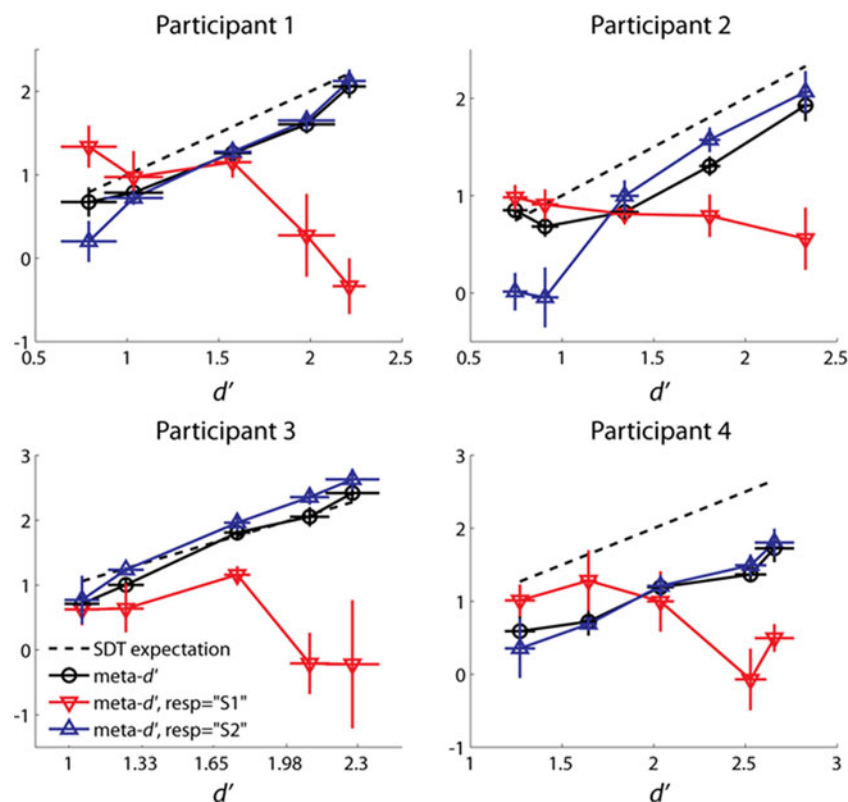 Participant 1
2
1
0
-1
0.5 1 1.5 2 2.5
d'
Participant 2
2
1
0
0.5 1 1.5 2 2.5
d'
Participant 3
3
2
1
0
-1
SDT expectation
meta-d'
meta-d', resp="S1"
meta-d', resp="S2"
1 1.33 1.65 1.98 2.3
d'
Participant 4
3
2
1
0
-1
1 1.5 2 2.5 3
d'